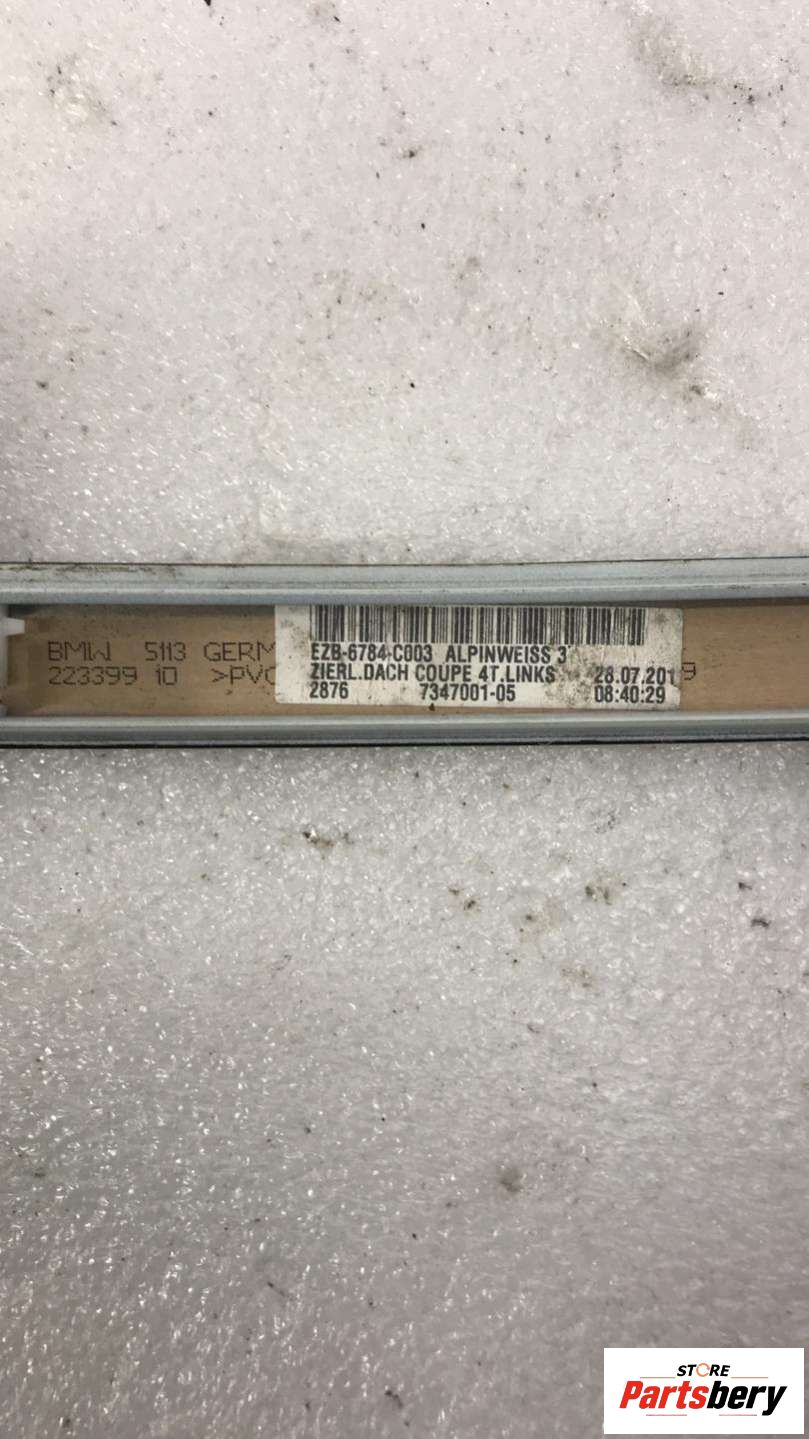 BMW 5113 GERM
223399 10 >PVC
EZB-6784-C003 ALPINWEISS 3
ZIERL.DACH COUPE 4T.LINKS 28.07.201
2876 7347001-05 08:40:29
9
STORE
Partsbery